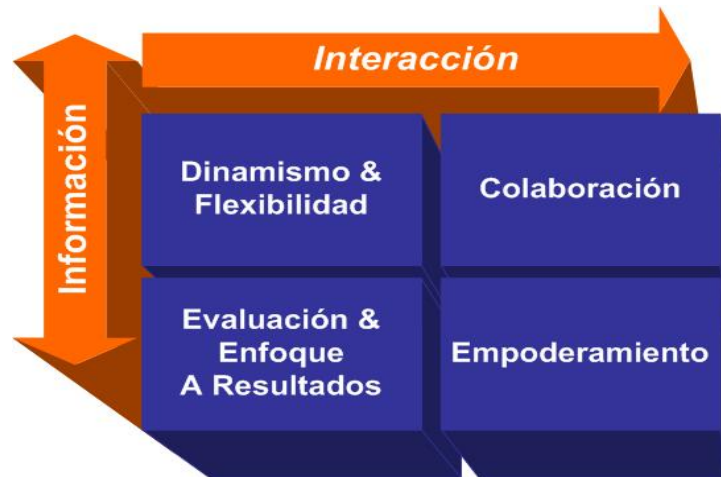 Interacción
Información
Dinamismo &
Flexibilidad
Colaboración
Evaluación &
Enfoque
A Resultados
Empoderamiento